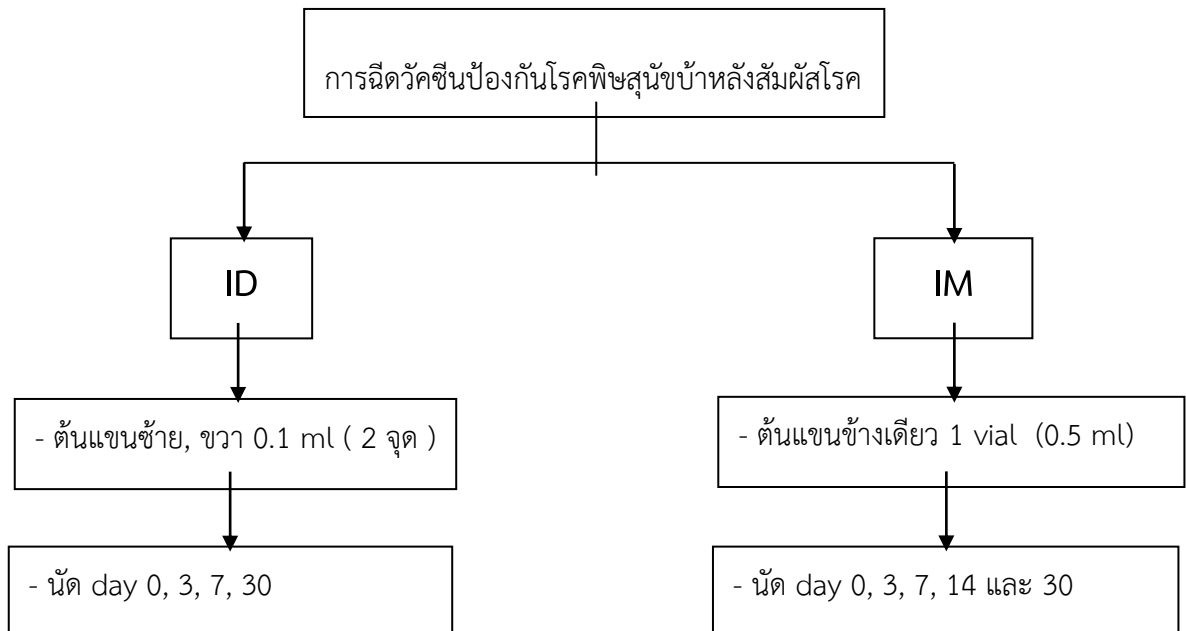 การฉีดวัคซีนป้องกันโรคพิษสุนัขบ้าหลังสัมผัสโรค
ID
IM
- ต้นแขนซ้าย, ขวา 0.1 ml ( 2 จุด )
- ต้นแขนข้างเดียว 1 vial (0.5 ml)
- นัด day 0, 3, 7, 30
- นัด day 0, 3, 7, 14 และ 30